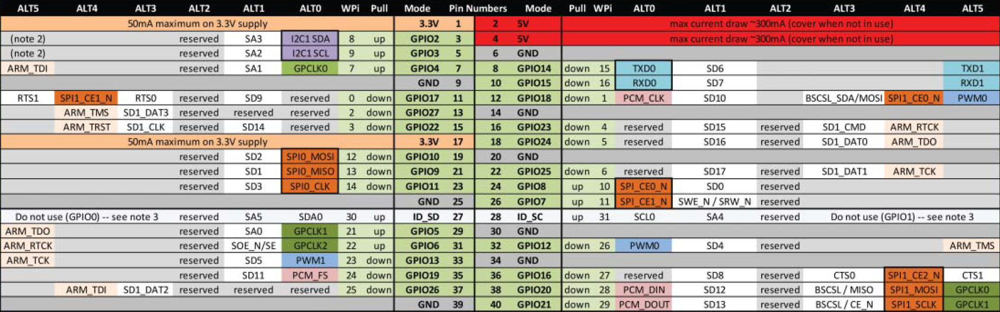 ALT5 ALT4 ALT3 ALT2 ALT1 ALT0 WPi Pull Mode Pin Numbers Mode Pull WPi ALT0 ALT1 ALT2 ALT3 ALT4 ALT5
50mA maximum on 3.3V supply 3.3V 1 2 5V max current draw ~300mA (cover when not in use)
(note 2) reserved SA3 I2C1 SDA 8 up GPIO2 3 4 5V max current draw ~300mA (cover when not in use)
(note 2) reserved SA2 I2C1 SCL 9 up GPIO3 5 6 GND
ARM_TDI reserved SA1 GPCLK0 7 up GPIO4 7 8 GPIO14 down 15 TXD0 SD6 TXD1
GND 9 10 GPIO15 down 16 RXD0 SD7 RXD1
RTS1 SPI1_CE1_N RTS0 reserved SD9 reserved 0 down GPIO17 11 12 GPIO18 down 1 PCM_CLK SD10 BSCSL_SDA/MOSI SPI1_CE0_N PWM0
ARM_TMS SD1_DAT3 reserved reserved reserved 2 down GPIO27 13 14 GND
ARM_TRST SD1_CLK reserved SD14 reserved 3 down GPIO22 15 16 GPIO23 down 4 reserved SD15 reserved SD1_CMD ARM_RTCK
50mA maximum on 3.3V supply 3.3V 17 18 GPIO24 down 5 reserved SD16 reserved SD1_DAT0 ARM_TDO
reserved SD2 SPI0_MOSI 12 down GPIO10 19 20 GND
reserved SD1 SPI0_MISO 13 down GPIO9 21 22 GPIO25 down 6 reserved SD17 reserved SD1_DAT1 ARM_TCK
reserved SD3 SPI0_CLK 14 down GPIO11 23 24 GPIO8 up 10 SPI_CE0_N SD0 reserved
GND 25 26 GPIO7 up 11 SPI_CE1_N SWE_N / SRW_N reserved
Do not use (GPIO0) -- see note 3 reserved SA5 SDA0 30 up ID_SD 27 28 ID_SC up 31 SCL0 SA4 reserved Do not use (GPIO1) -- see note 3
ARM_TDO reserved SA0 GPCLK1 21 up GPIO5 29 30 GND
ARM_RTCK reserved SOE_N/SE GPCLK2 22 up GPIO6 31 32 GPIO12 down 26 PWM0 SD4 reserved ARM_TMS
ARM_TCK reserved SD5 PWM1 23 down GPIO13 33 34 GND
reserved SD11 PCM_FS 24 down GPIO19 35 36 GPIO16 down 27 reserved SD8 reserved CTS0 SPI1_CE2_N CTS1
ARM_TDI SD1_DAT2 reserved reserved reserved 25 down GPIO26 37 38 GPIO20 down 28 PCM_DIN SD12 reserved BSCSL / MISO SPI1_MOSI GPCLK0
GND 39 40 GPIO21 down 29 PCM_DOUT SD13 reserved BSCSL / CE_N SPI1_SCLK GPCLK1